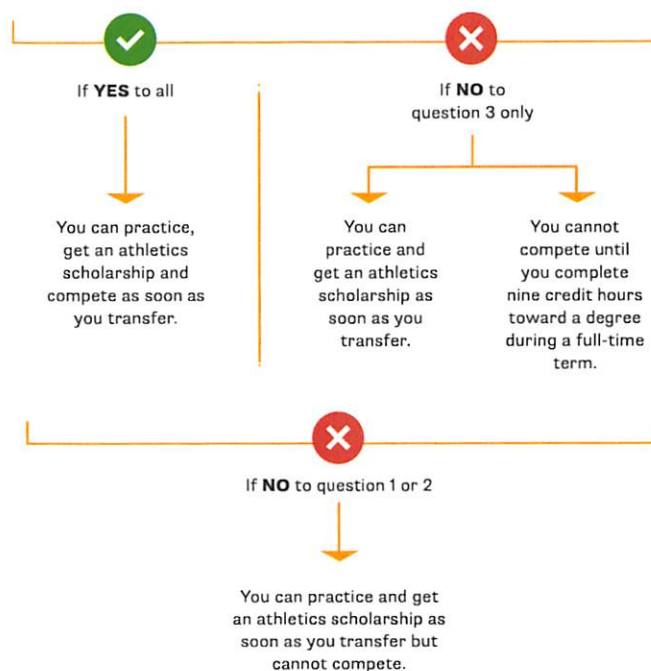 If YES to all
You can practice,
get an athletics
scholarship and
compete as soon as
you transfer.
If NO to
question 3 only
You can
practice and
get an athletics
scholarship as
soon as you
transfer.
You cannot
compete until
you complete
nine credit hours
toward a degree
during a full-time
term.
If NO to question 1 or 2
You can practice and get
an athletics scholarship as
soon as you transfer but
cannot compete.